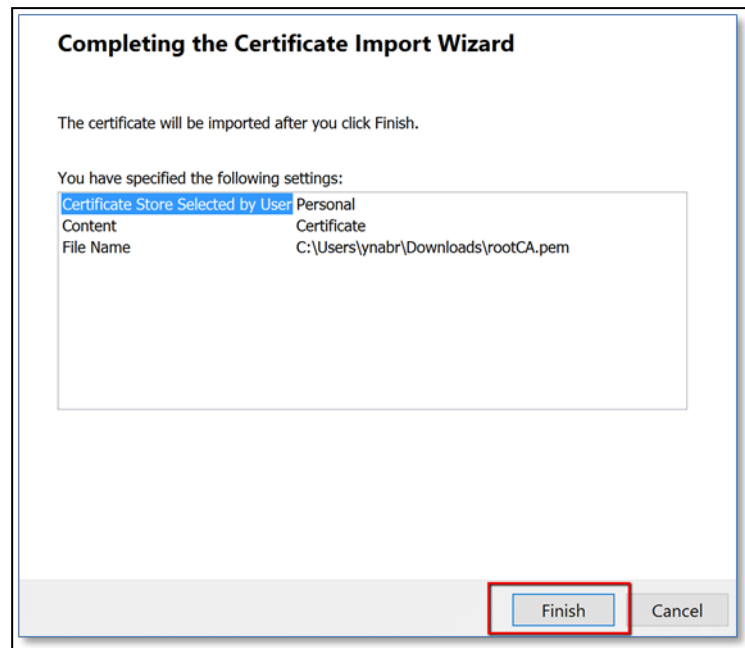 Completing the Certificate Import Wizard
The certificate will be imported after you click Finish.
You have specified the following settings:
Certificate Store Selected by User Personal
Content Certificate
File Name C:\Users\ynabr\Downloads\rootCA.pem
Finish Cancel